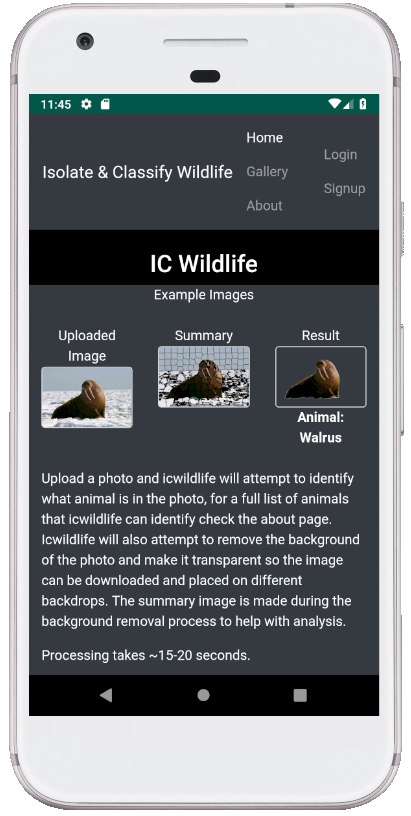 11:45
Isolate & Classify Wildlife
Home
Gallery
About
Login
Signup
IC Wildlife
Example Images
Uploaded
Image
Summary
Result
Animal:
Walrus
Upload a photo and icwildlife will attempt to identify
what animal is in the photo, for a full list of animals
that icwildlife can identify check the about page.
Icwildlife will also attempt to remove the background
of the photo and make it transparent so the image
can be downloaded and placed on different
backdrops. The summary image is made during the
background removal process to help with analysis.
Processing takes ~15-20 seconds.